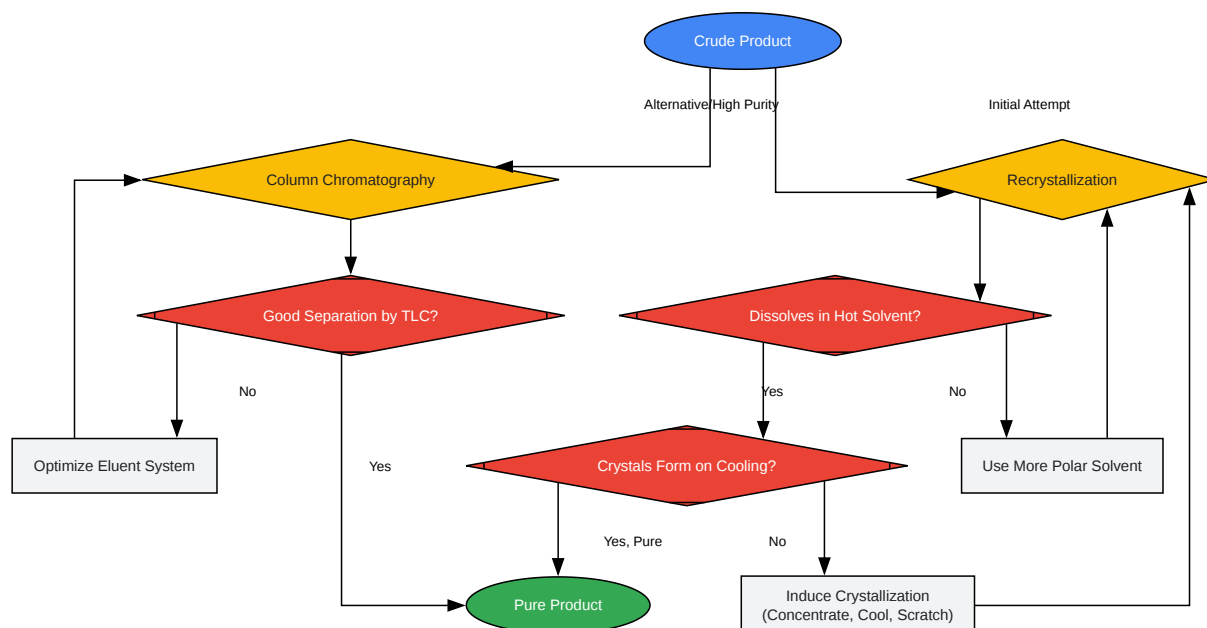 Crude Product
Alternative/High Purity
Initial Attempt
Column Chromatography
Recrystallization
Good Separation by TLC?
Dissolves in Hot Solvent?
No
Yes
No
Optimize Eluent System
Yes
Crystals Form on Cooling?
Use More Polar Solvent
Yes, Pure
No
Pure Product
Induce Crystallization
(Concentrate, Cool, Scratch)